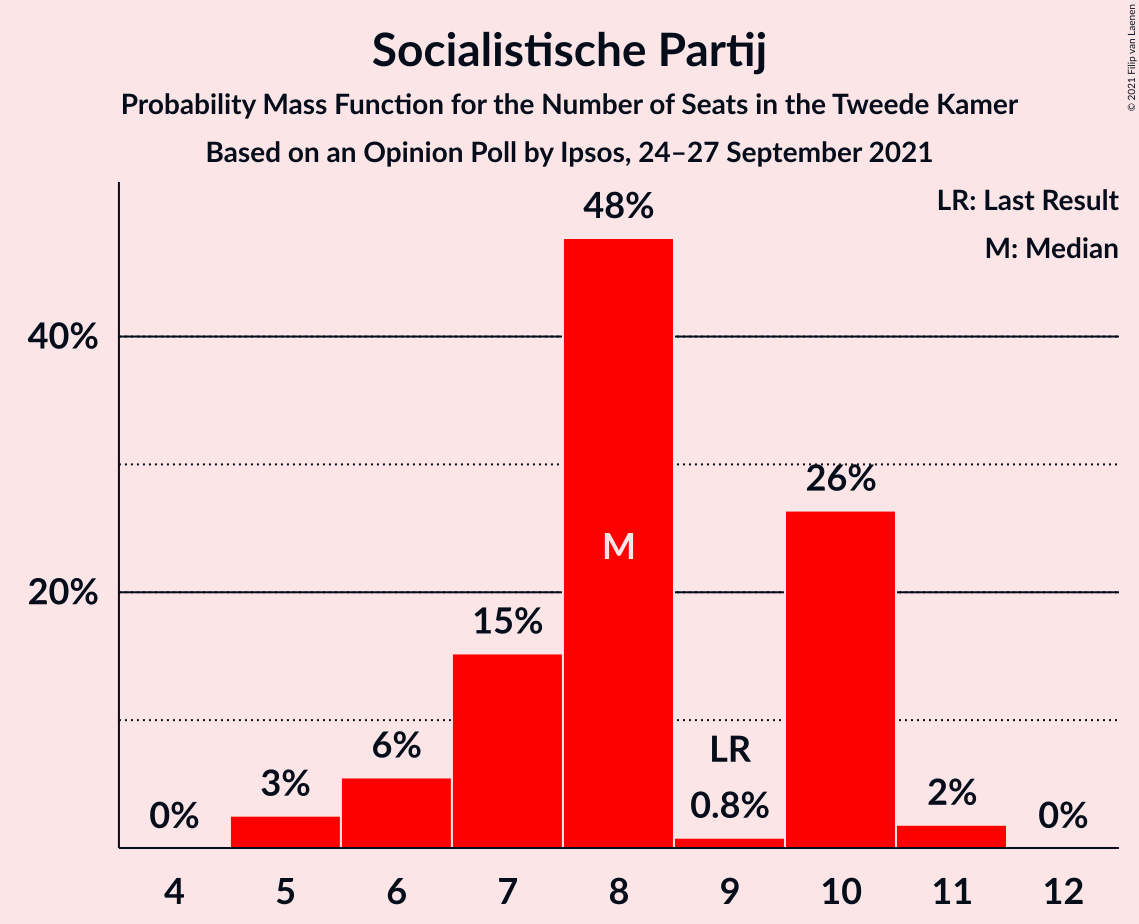 Socialistische Partij
Probability Mass Function for the Number of Seats in the Tweede Kamer
Based on an Opinion Poll by Ipsos, 24–27 September 2021
© 2021 Filip van Laenen
LR: Last Result
M: Median
48%
40%
26%
M
20%
15%
LR
6%
3%
0.8%
2%
0%
0%
4 5 6 7 8 9 10 11 12